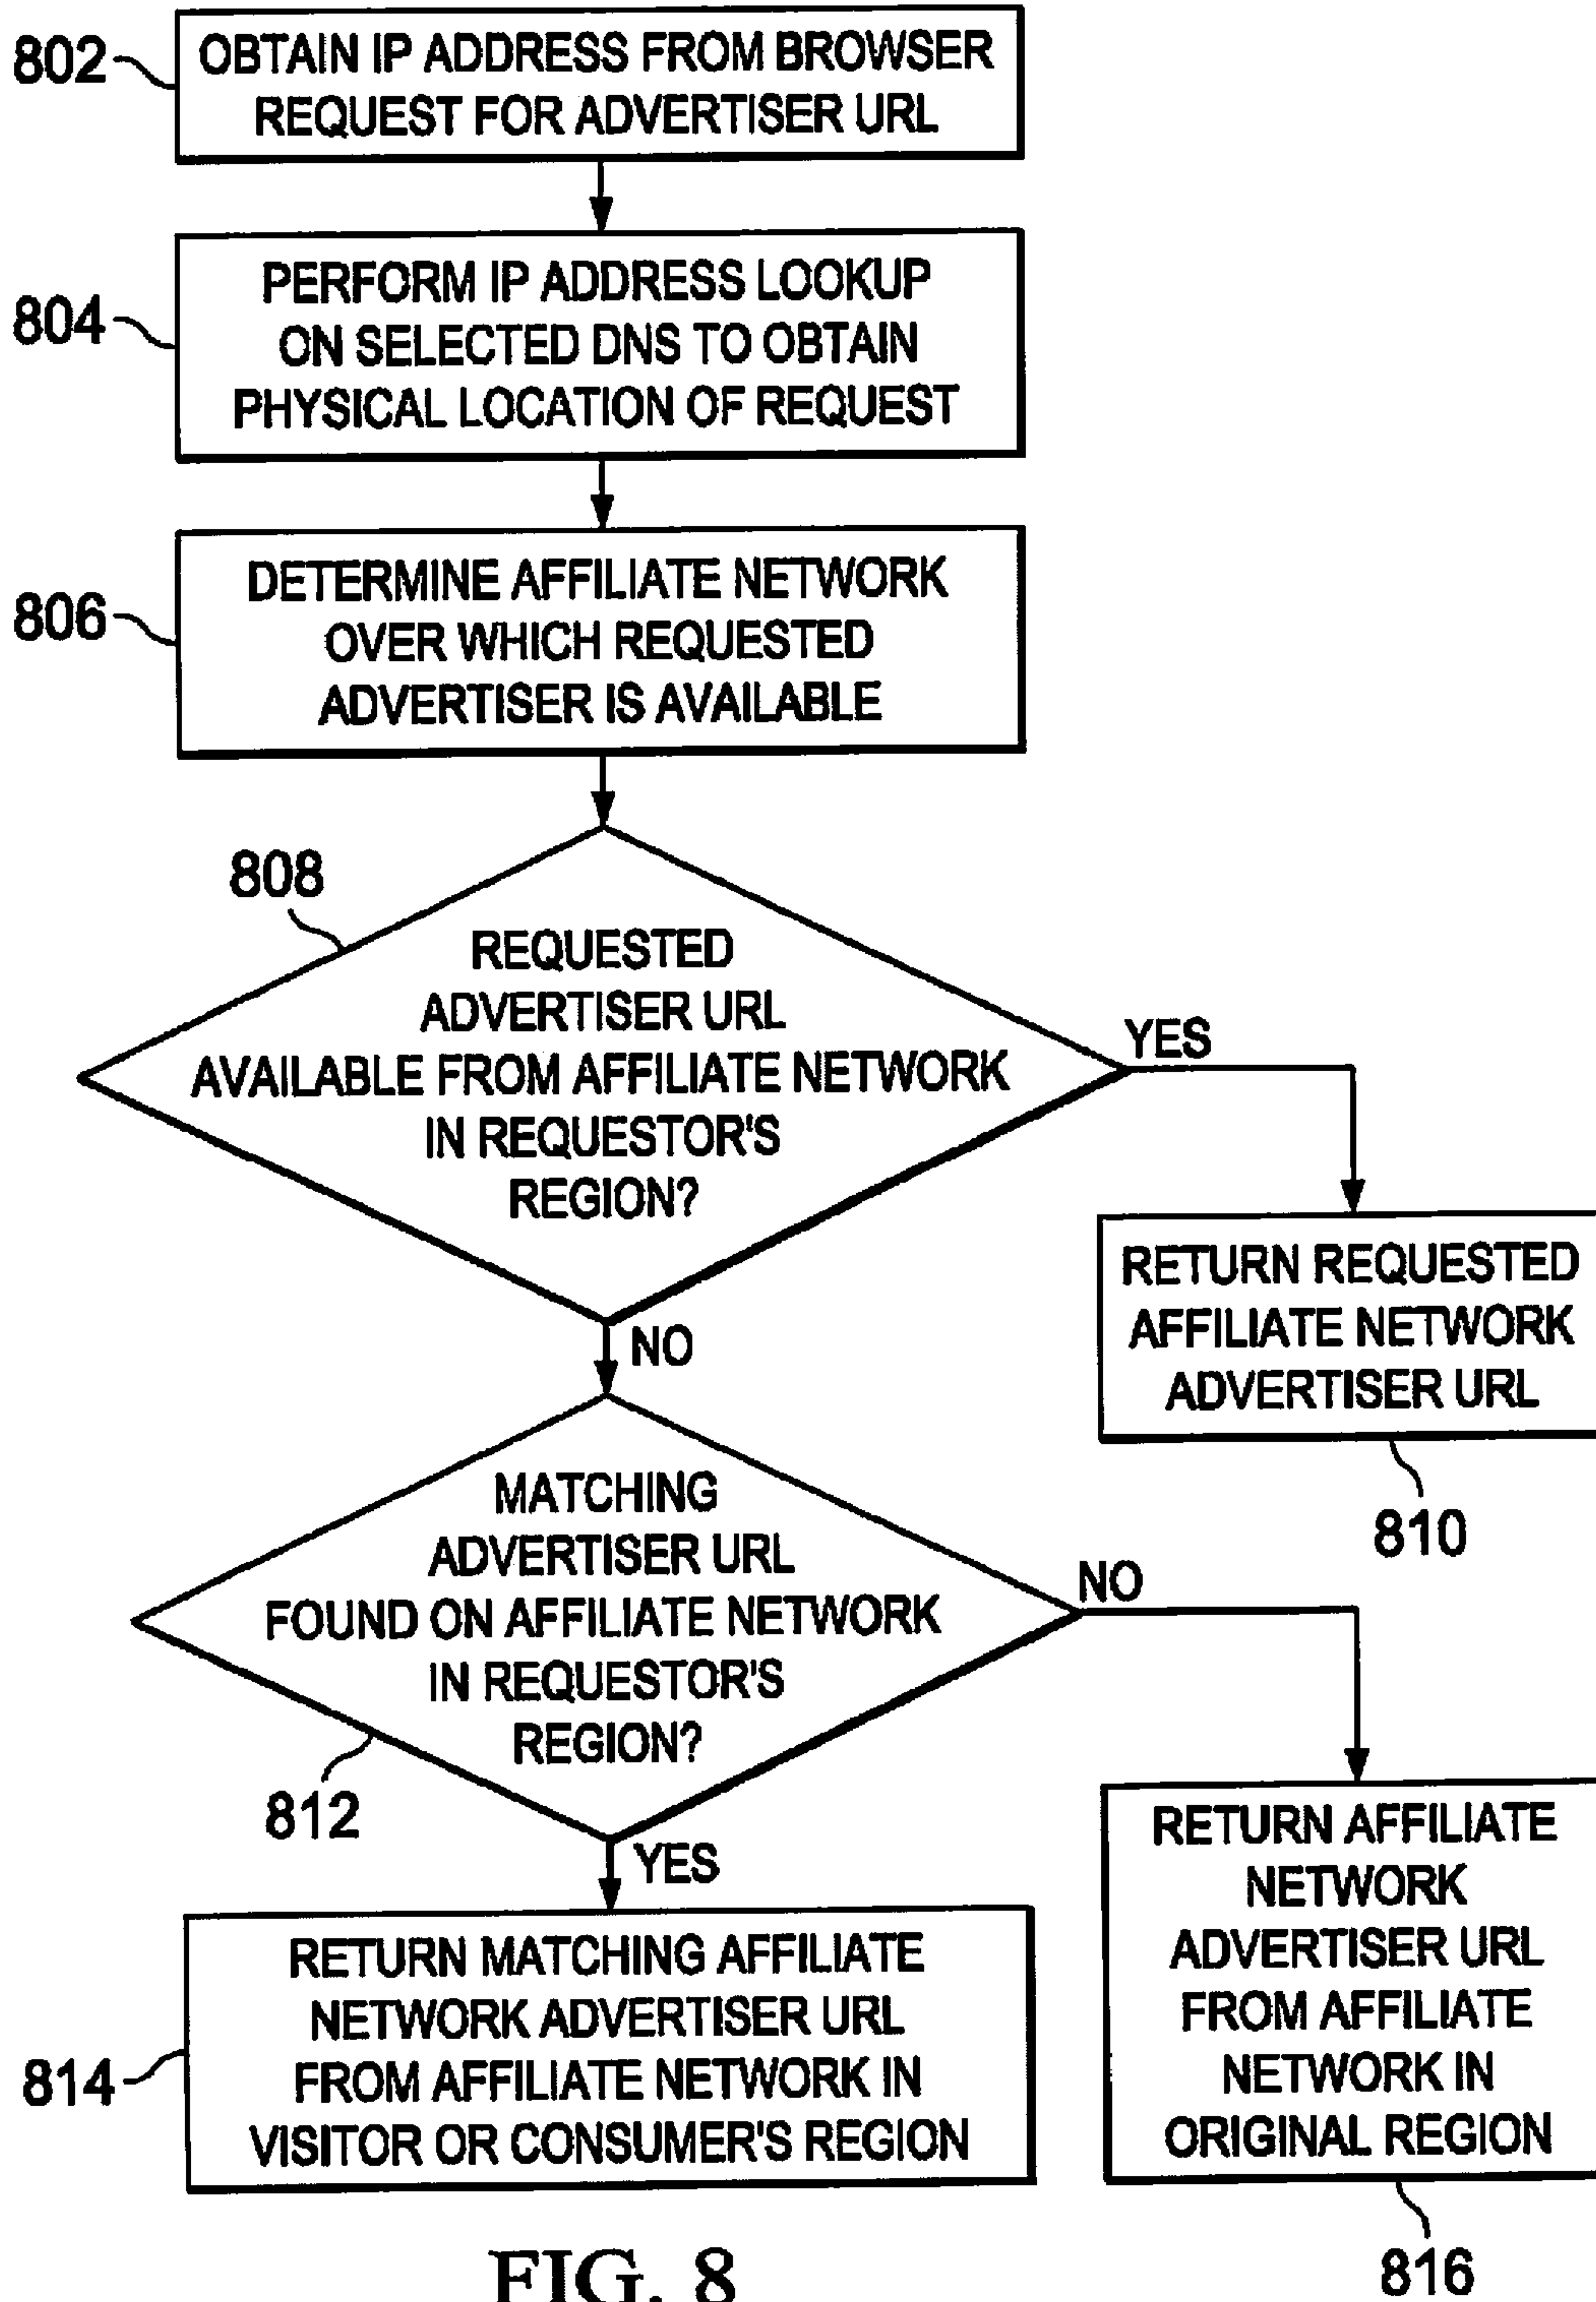 802
OBTAIN IP ADDRESS FROM BROWSER
REQUEST FOR ADVERTISER URL
804
PERFORM IP ADDRESS LOOKUP
ON SELECTED DNS TO OBTAIN
PHYSICAL LOCATION OF REQUEST
806
DETERMINE AFFILIATE NETWORK
OVER WHICH REQUESTED
ADVERTISER IS AVAILABLE
808
REQUESTED
ADVERTISER URL
AVAILABLE FROM AFFILIATE NETWORK
IN REQUESTOR'S
REGION?
YES
RETURN REQUESTED
AFFILIATE NETWORK
ADVERTISER URL
810
NO
MATCHING
ADVERTISER URL
FOUND ON AFFILIATE NETWORK
IN REQUESTOR'S
REGION?
812
NO
RETURN AFFILIATE
NETWORK
ADVERTISER URL
FROM AFFILIATE
NETWORK IN
ORIGINAL REGION
816
YES
814
RETURN MATCHING AFFILIATE
NETWORK ADVERTISER URL
FROM AFFILIATE NETWORK IN
VISITOR OR CONSUMER'S REGION
FIG. 8